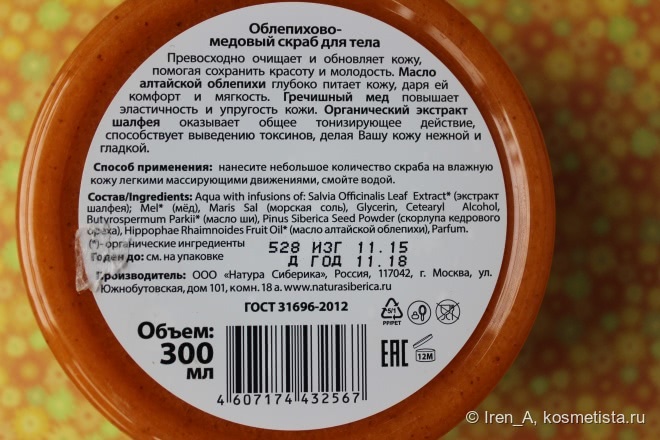 Облепихово-
медовый скраб для тела
Превосходно очищает и обновляет кожу,
помогая сохранить красоту и молодость. Масло
алтайской облепихи глубоко питает кожу, даря ей
комфорт и мягкость. Гречишный мед повышает
эластичность и упругость кожи. Органический экстракт
шалфея оказывает общее тонизирующее действие,
способствует выведению токсинов, делая Вашу кожу нежной и
гладкой.
Способ применения: нанесите небольшое количество скраба на влажную
кожу легкими массирующими движениями, смойте водой.
Состав/Ingredients: Aqua with infusions of: Salvia Officinalis Leaf Extract* (экстракт
шалфея); Mel* (мёд), Maris Sal (морская соль), Glycerin, Cetearyl Alcohol,
Butyrospermum Parkii* (масло ши), Pinus Siberica Seed Powder (скорлупа кедрового
ореха), Hippophae Rhaimnoides Fruit Oil* (масло алтайской облепихи), Parfum.
(*)- органические ингредиенты
Годен до: см. на упаковке
528 ИЗГ 11.15
Д ГОД 11.18
Производитель: ООО «Натура Сиберика», Россия, 117042, г. Москва, ул.
Южнобутовская, дом 101, комн. 18 а. www.naturasiberica.ru
ГОСТ 31696-2012
Объем:
300
мл
5/1
PP/PET
EAC
12M
4607174432567
© Iren_A, kosmetista.ru